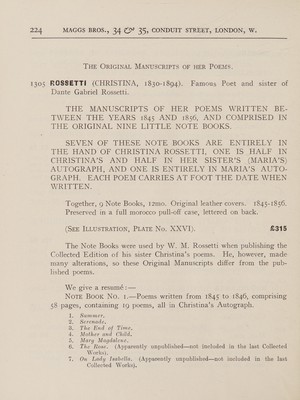 224 MAGGS BROS., 34 & 35, CONDUIT STREET, LONDON, W.
The Original Manuscripts of her Poems.
1305 ROSSETTI (CHRISTINA, 1830-1894). Famous Poet and sister of
Dante Gabriel Rossetti.
THE MANUSCRIPTS OF HER POEMS WRITTEN BE-
TWEEN THE YEARS 1845 AND 1856, AND COMPRISED IN
THE ORIGINAL NINE LITTLE NOTE BOOKS.
SEVEN OF THESE NOTE BOOKS ARE ENTIRELY IN
THE HAND OF CHRISTINA ROSSETTI, ONE IS HALF IN
CHRISTINA'S AND HALF IN HER SISTER'S (MARIA'S)
AUTOGRAPH, AND ONE IS ENTIRELY IN MARIA'S AUTO-
GRAPH. EACH POEM CARRIES AT FOOT THE DATE WHEN
WRITTEN.
Together, 9 Note Books, 12mo. Original leather covers. 1845-1856.
Preserved in a full morocco pull-off case, lettered on back.
(See Illustration, Plate No. XXVI). £315
The Note Books were used by W. M. Rossetti when publishing the
Collected Edition of his sister Christina's poems. He, however, made
many alterations, so these Original Manuscripts differ from the pub-
lished poems.
We give a resumé:—
Note Book No. 1.—Poems written from 1845 to 1846, comprising
58 pages, containing 19 poems, all in Christina's Autograph.
1. Summer.
2. Serenade.
3. The End of Time.
4. Mother and Child.
5. Mary Magdalene.
6. The Rose. (Apparently unpublished—not included in the last Collected
Works).
7. On Lady Isabella. (Apparently unpublished—not included in the last
Collected Works).